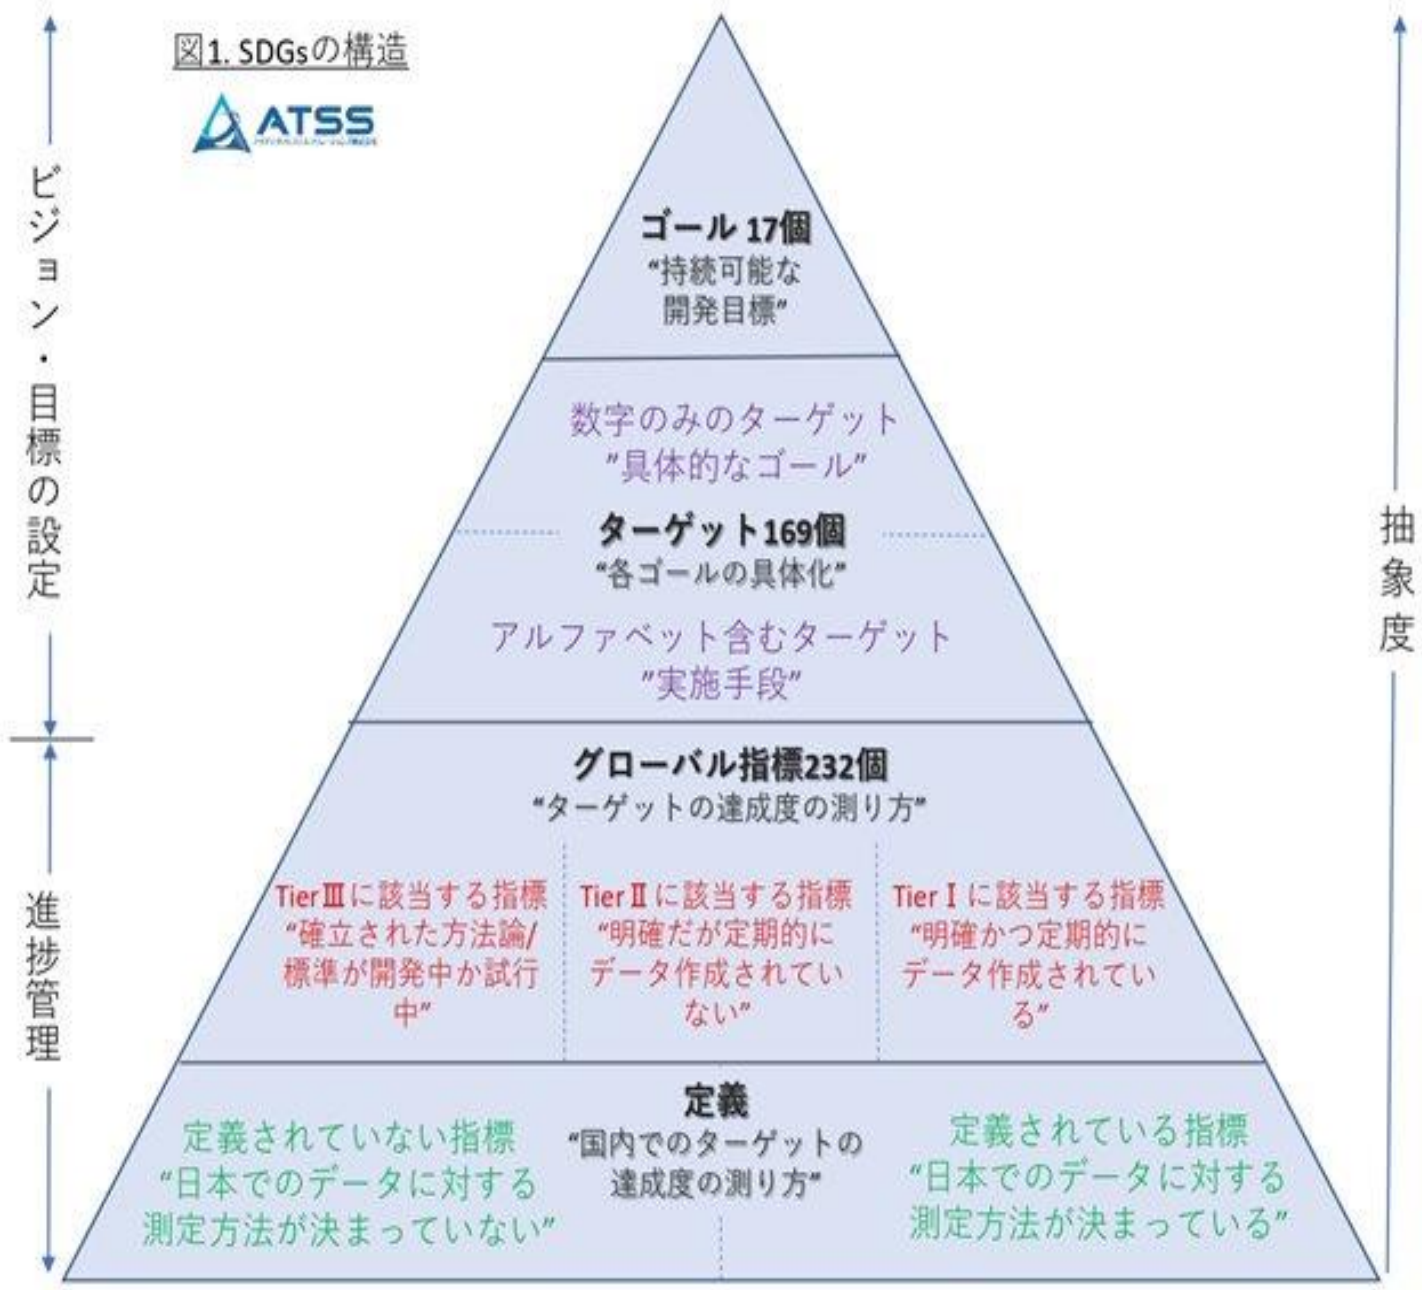 図1. SDGsの構造
ATSS
ビジョン・目標の設定
ゴール 17個
“持続可能な
開発目標”
数字のみのターゲット
”具体的なゴール”
ターゲット169個
“各ゴールの具体化”
アルファベット含むターゲット
”実施手段”
抽象度
進捗管理
グローバル指標232個
“ターゲットの達成度の測り方”
TierⅢに該当する指標
“確立された方法論/
標準が開発中か試行
中”
TierⅡに該当する指標
“明確だが定期的に
データ作成されてい
ない”
TierⅠに該当する指標
“明確かつ定期的に
データ作成されてい
る”
定義
“国内でのターゲットの
達成度の測り方”
定義されていない指標
“日本でのデータに対する
測定方法が決まっていない”
定義されている指標
“日本でのデータに対する
測定方法が決まっている”